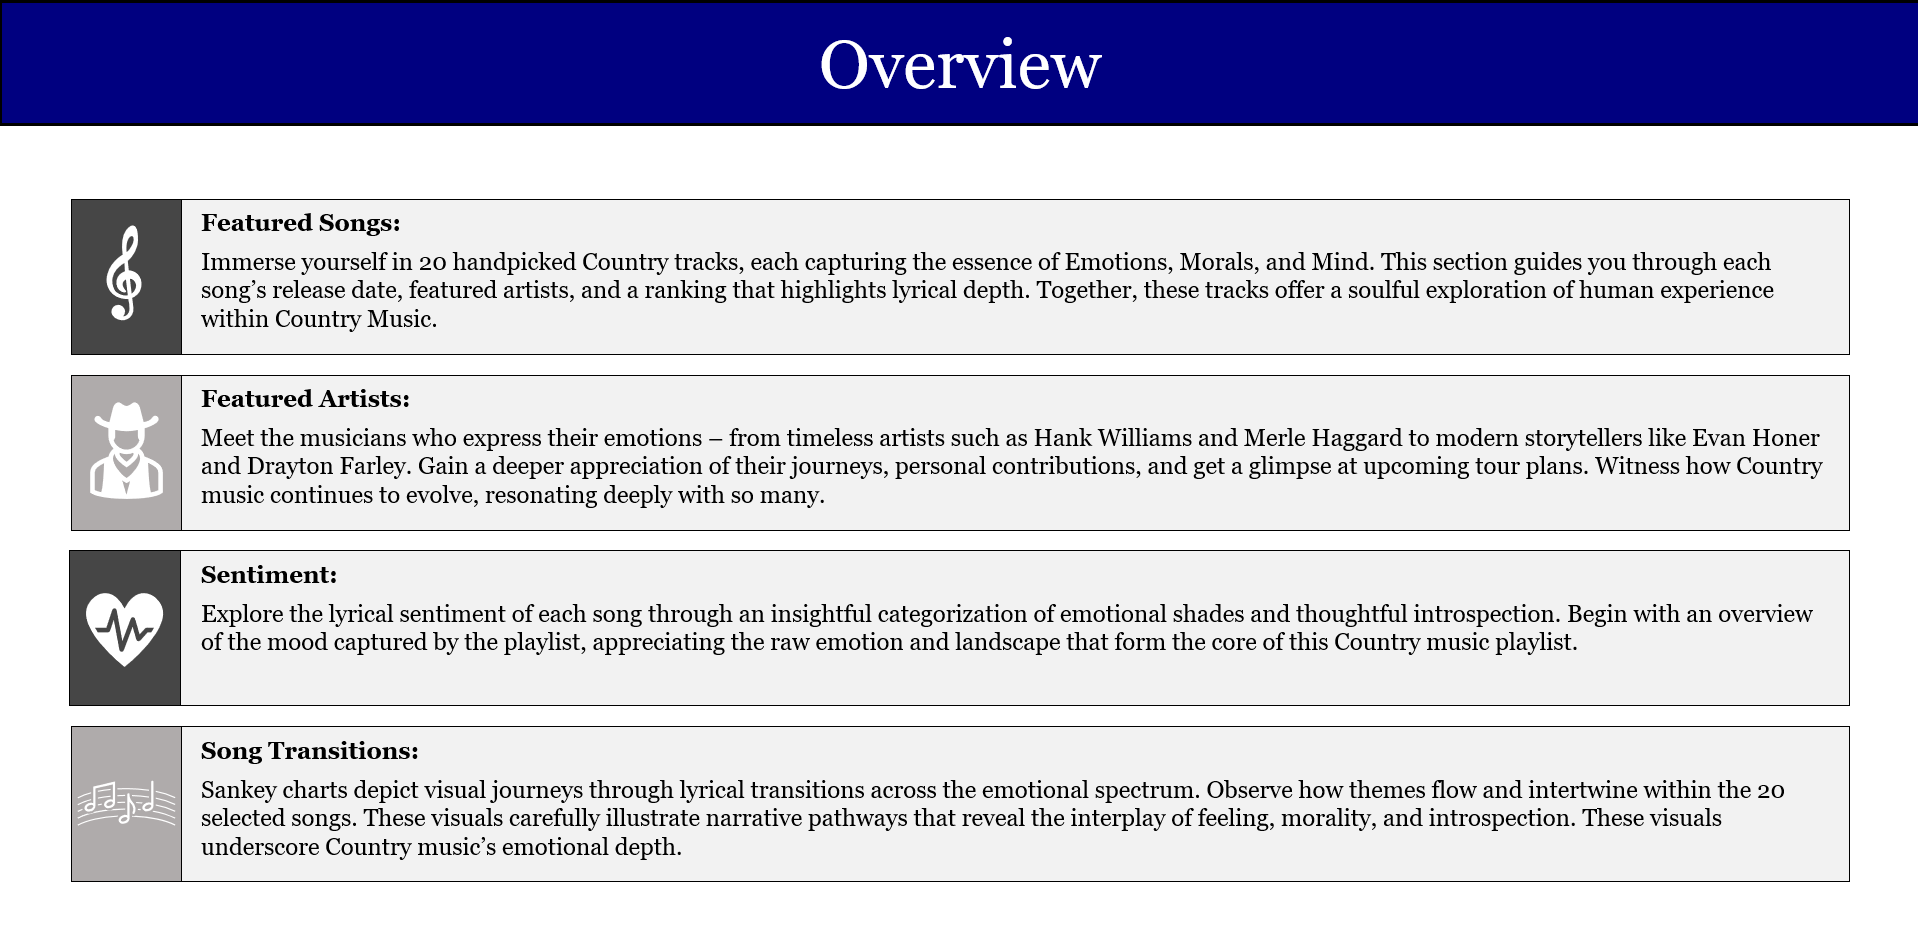 Overview
Featured Songs:
Immerse yourself in 20 handpicked Country tracks, each capturing the essence of Emotions, Morals, and Mind. This section guides you through each
song’s release date, featured artists, and a ranking that highlights lyrical depth. Together, these tracks offer a soulful exploration of human experience
within Country Music.
Featured Artists:
Meet the musicians who express their emotions – from timeless artists such as Hank Williams and Merle Haggard to modern storytellers like Evan Honer
and Drayton Farley. Gain a deeper appreciation of their journeys, personal contributions, and get a glimpse at upcoming tour plans. Witness how Country
music continues to evolve, resonating deeply with so many.
Sentiment:
Explore the lyrical sentiment of each song through an insightful categorization of emotional shades and thoughtful introspection. Begin with an overview
of the mood captured by the playlist, appreciating the raw emotion and landscape that form the core of this Country music playlist.
Song Transitions:
Sankey charts depict visual journeys through lyrical transitions across the emotional spectrum. Observe how themes flow and intertwine within the 20
selected songs. These visuals carefully illustrate narrative pathways that reveal the interplay of feeling, morality, and introspection. These visuals
underscore Country music’s emotional depth.